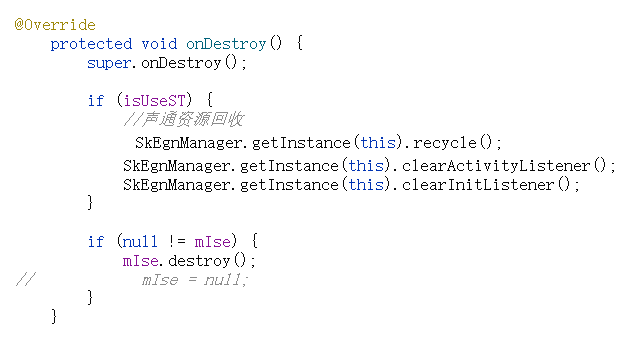 @Override
protected void onDestroy() {
super.onDestroy();
if (isUseST) {
//声通资源回收
SkEgnManager.getInstance(this).recycle();
SkEgnManager.getInstance(this).clearActivityListener();
SkEgnManager.getInstance(this).clearInitListener();
}
if (null != mIse) {
mIse.destroy();
// mIse = null;
}
}